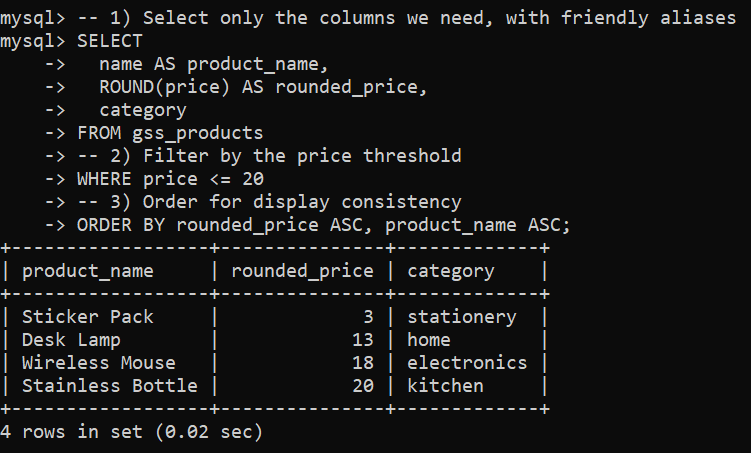 mysql> -- 1) Select only the columns we need, with friendly aliases
mysql> SELECT
    ->   name AS product_name,
    ->   ROUND(price) AS rounded_price,
    ->   category
    -> FROM gss_products
    -> -- 2) Filter by the price threshold
    -> WHERE price <= 20
    -> -- 3) Order for display consistency
    -> ORDER BY rounded_price ASC, product_name ASC;
+------------------+---------------+-------------+
| product_name     | rounded_price | category    |
+------------------+---------------+-------------+
| Sticker Pack     |             3 | stationery  |
| Desk Lamp        |            13 | home        |
| Wireless Mouse   |            18 | electronics |
| Stainless Bottle |            20 | kitchen     |
+------------------+---------------+-------------+
4 rows in set (0.02 sec)